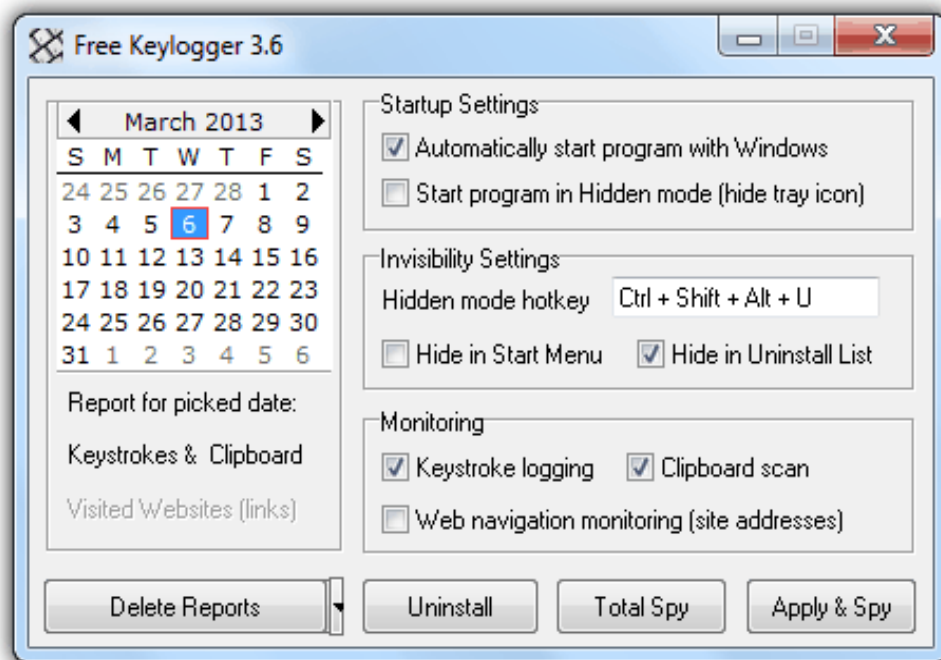 Free Keylogger 3.6
March 2013
S M T W T F S
24 25 26 27 28 1 2
3 4 5 6 7 8 9
10 11 12 13 14 15 16
17 18 19 20 21 22 23
24 25 26 27 28 29 30
31 1 2 3 4 5 6
Report for picked date:
Keystrokes & Clipboard
Visited Websites (links)
Startup Settings
Automatically start program with Windows
Start program in Hidden mode (hide tray icon)
Invisibility Settings
Hidden mode hotkey Ctrl + Shift + Alt + U
Hide in Start Menu Hide in Uninstall List
Monitoring
Keystroke logging Clipboard scan
Web navigation monitoring (site addresses)
Delete Reports Uninstall Total Spy Apply & Spy